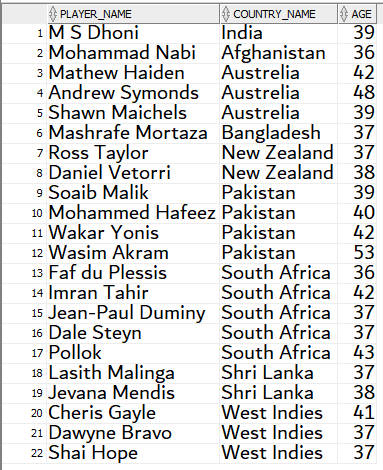 PLAYER_NAME COUNTRY_NAME AGE
1 M S Dhoni India 39
2 Mohammad Nabi Afghanistan 36
3 Mathew Haiden Austrelia 42
4 Andrew Symonds Austrelia 48
5 Shawn Maichels Austrelia 39
6 Mashrafe Mortaza Bangladesh 37
7 Ross Taylor New Zealand 37
8 Daniel Vetorri New Zealand 38
9 Soaib Malik Pakistan 39
10 Mohammed Hafeez Pakistan 40
11 Wakar Yonis Pakistan 42
12 Wasim Akram Pakistan 53
13 Faf du Plessis South Africa 36
14 Imran Tahir South Africa 42
15 Jean-Paul Duminy South Africa 37
16 Dale Steyn South Africa 37
17 Pollok South Africa 43
18 Lasith Malinga Shri Lanka 37
19 Jevana Mendis Shri Lanka 38
20 Cheris Gayle West Indies 41
21 Dawyne Bravo West Indies 37
22 Shai Hope West Indies 37